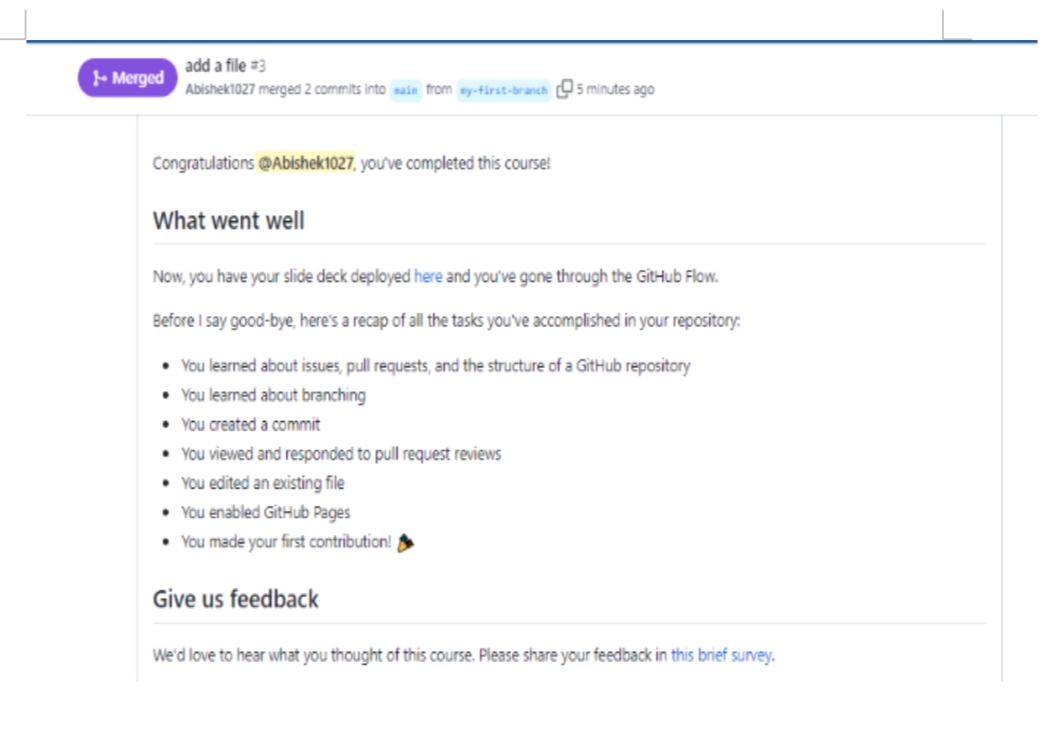 Merged
add a file #3
Abishek1027 merged 2 commits into main from my-first-branch 5 minutes ago
Congratulations @Abishek1027, you've completed this course!
What went well
Now, you have your slide deck deployed here and you've gone through the GitHub Flow.
Before I say good-bye, here's a recap of all the tasks you've accomplished in your repository:
• You learned about issues, pull requests, and the structure of a GitHub repository
• You learned about branching
• You created a commit
• You viewed and responded to pull request reviews
• You edited an existing file
• You enabled GitHub Pages
• You made your first contribution! 🎉
Give us feedback
We'd love to hear what you thought of this course. Please share your feedback in this brief survey.